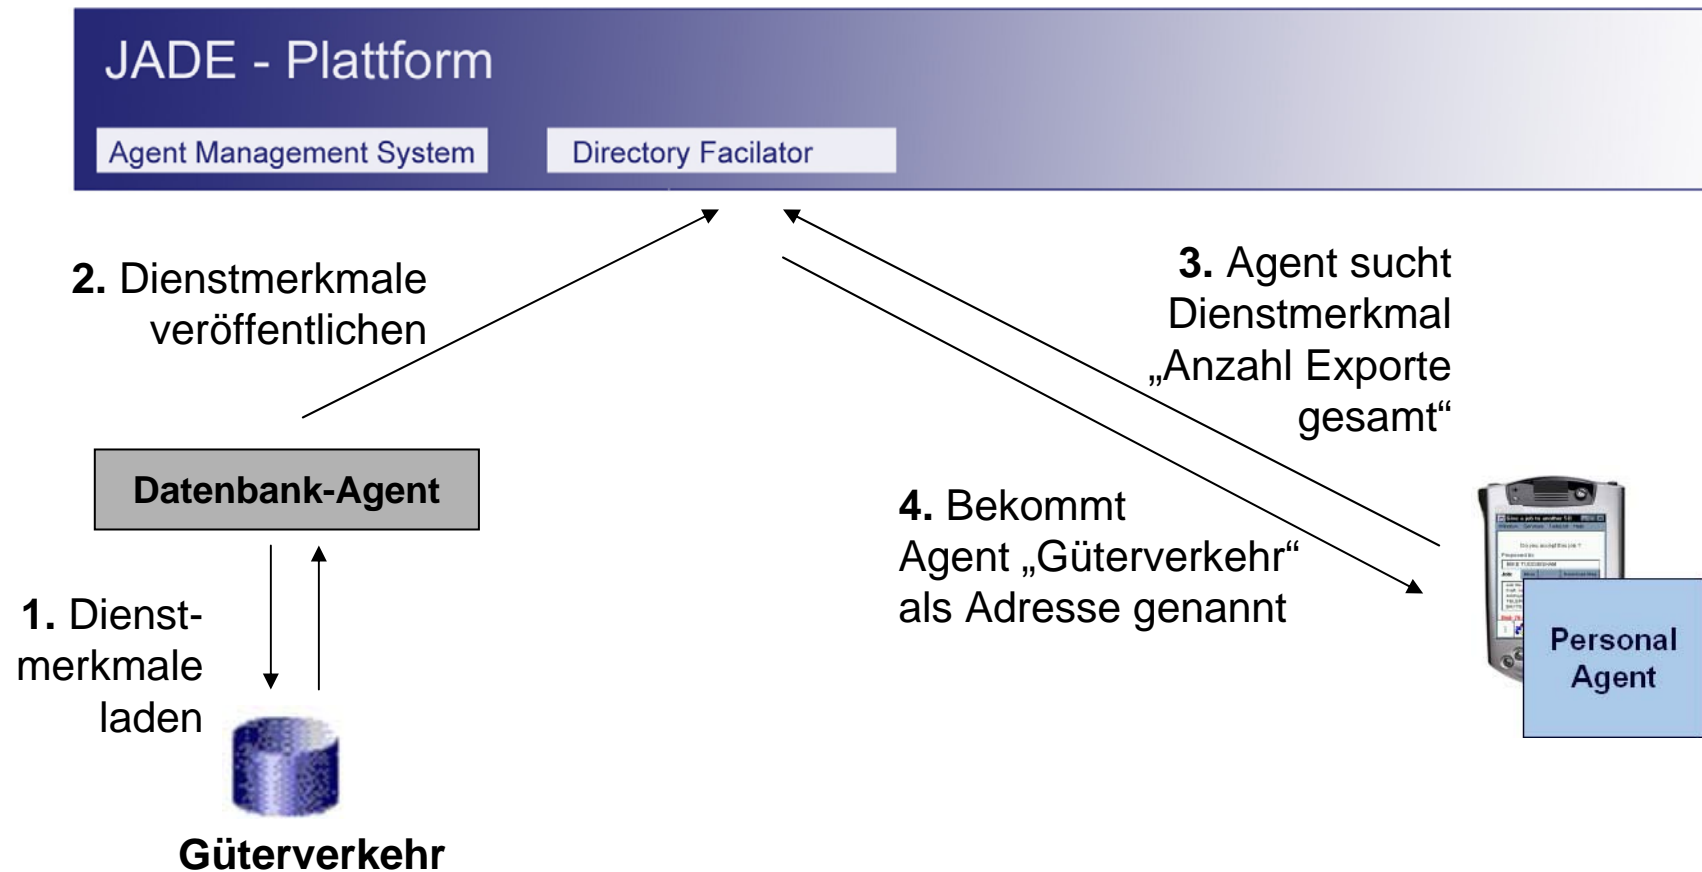 JADE - Plattform
Agent Management System
Directory Facilator
2. Dienstmerkmale
veröffentlichen
3. Agent sucht
Dienstmerkmal
„Anzahl Exporte
gesamt“
Datenbank-Agent
4. Bekommt
Agent „Güterverkehr“
als Adresse genannt
1. Dienst-
merkmale
laden
Personal
Agent
Güterverkehr